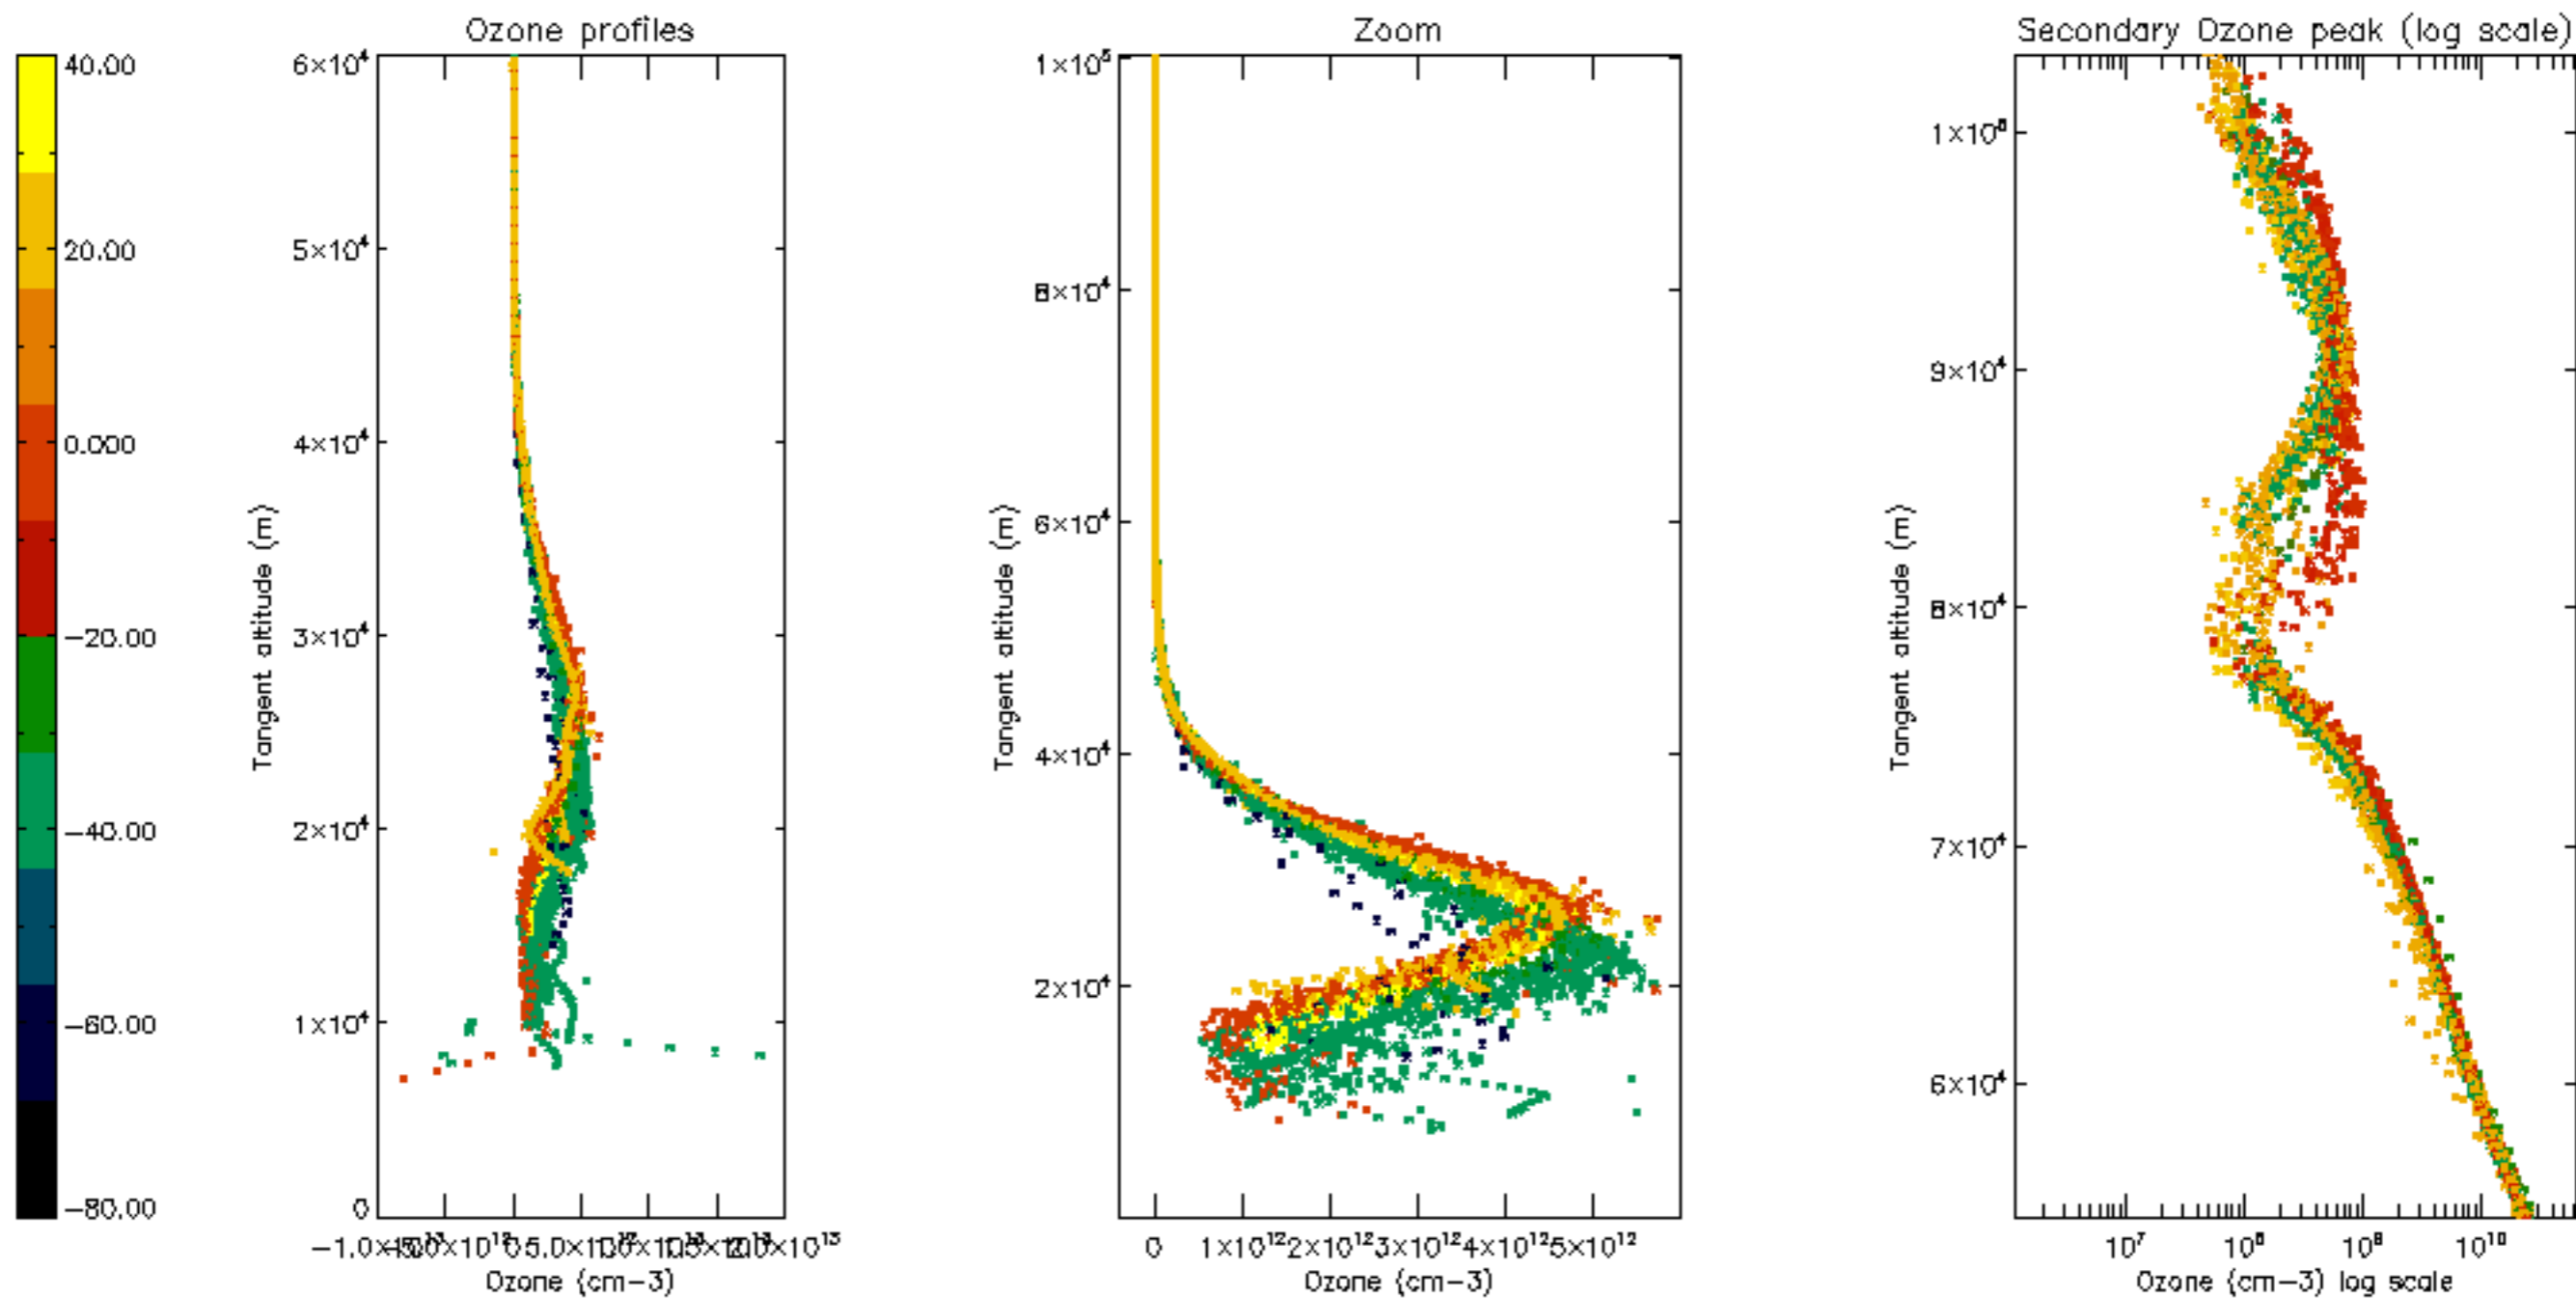 Ozone profiles
Zoom
Secondary Ozone peak (log scale)
40.00
20.00
0.000
−20.00
−40.00
−60.00
−80.00
6×10⁴
5×10⁴
4×10⁴
3×10⁴
2×10⁴
1×10⁴
0
Tangent altitude (m)
Ozone (cm−3)
1×10⁵
8×10⁴
6×10⁴
4×10⁴
2×10⁴
Tangent altitude (m)
0 1×10¹² 2×10¹² 3×10¹² 4×10¹² 5×10¹²
Ozone (cm−3)
9×10⁴
8×10⁴
7×10⁴
6×10⁴
Tangent altitude (m)
10⁷ 10⁸ 10⁹ 10¹⁰
Ozone (cm−3) log scale